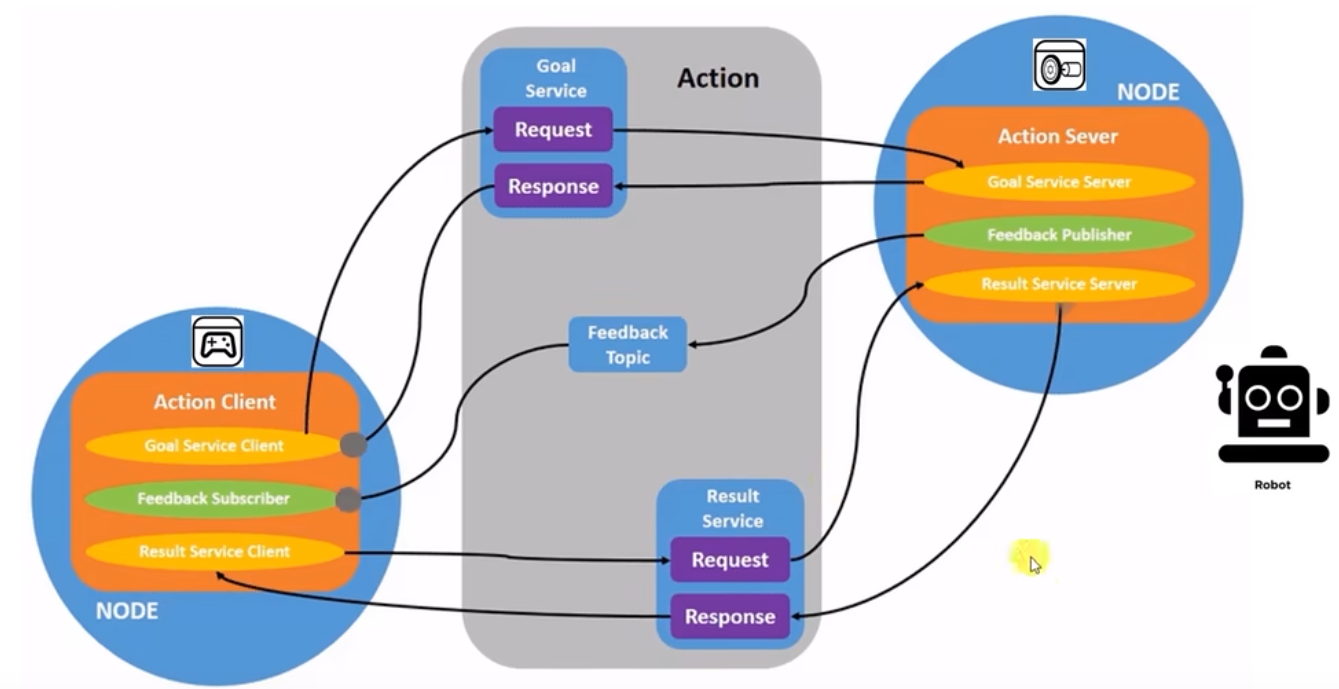 Goal
Service
Request
Response
Action
NODE
Action Sever
Goal Service Server
Feedback Publisher
Result Service Server
Feedback
Topic
Action Client
Goal Service Client
Feedback Subscriber
Result Service Client
NODE
Result
Service
Request
Response
Robot